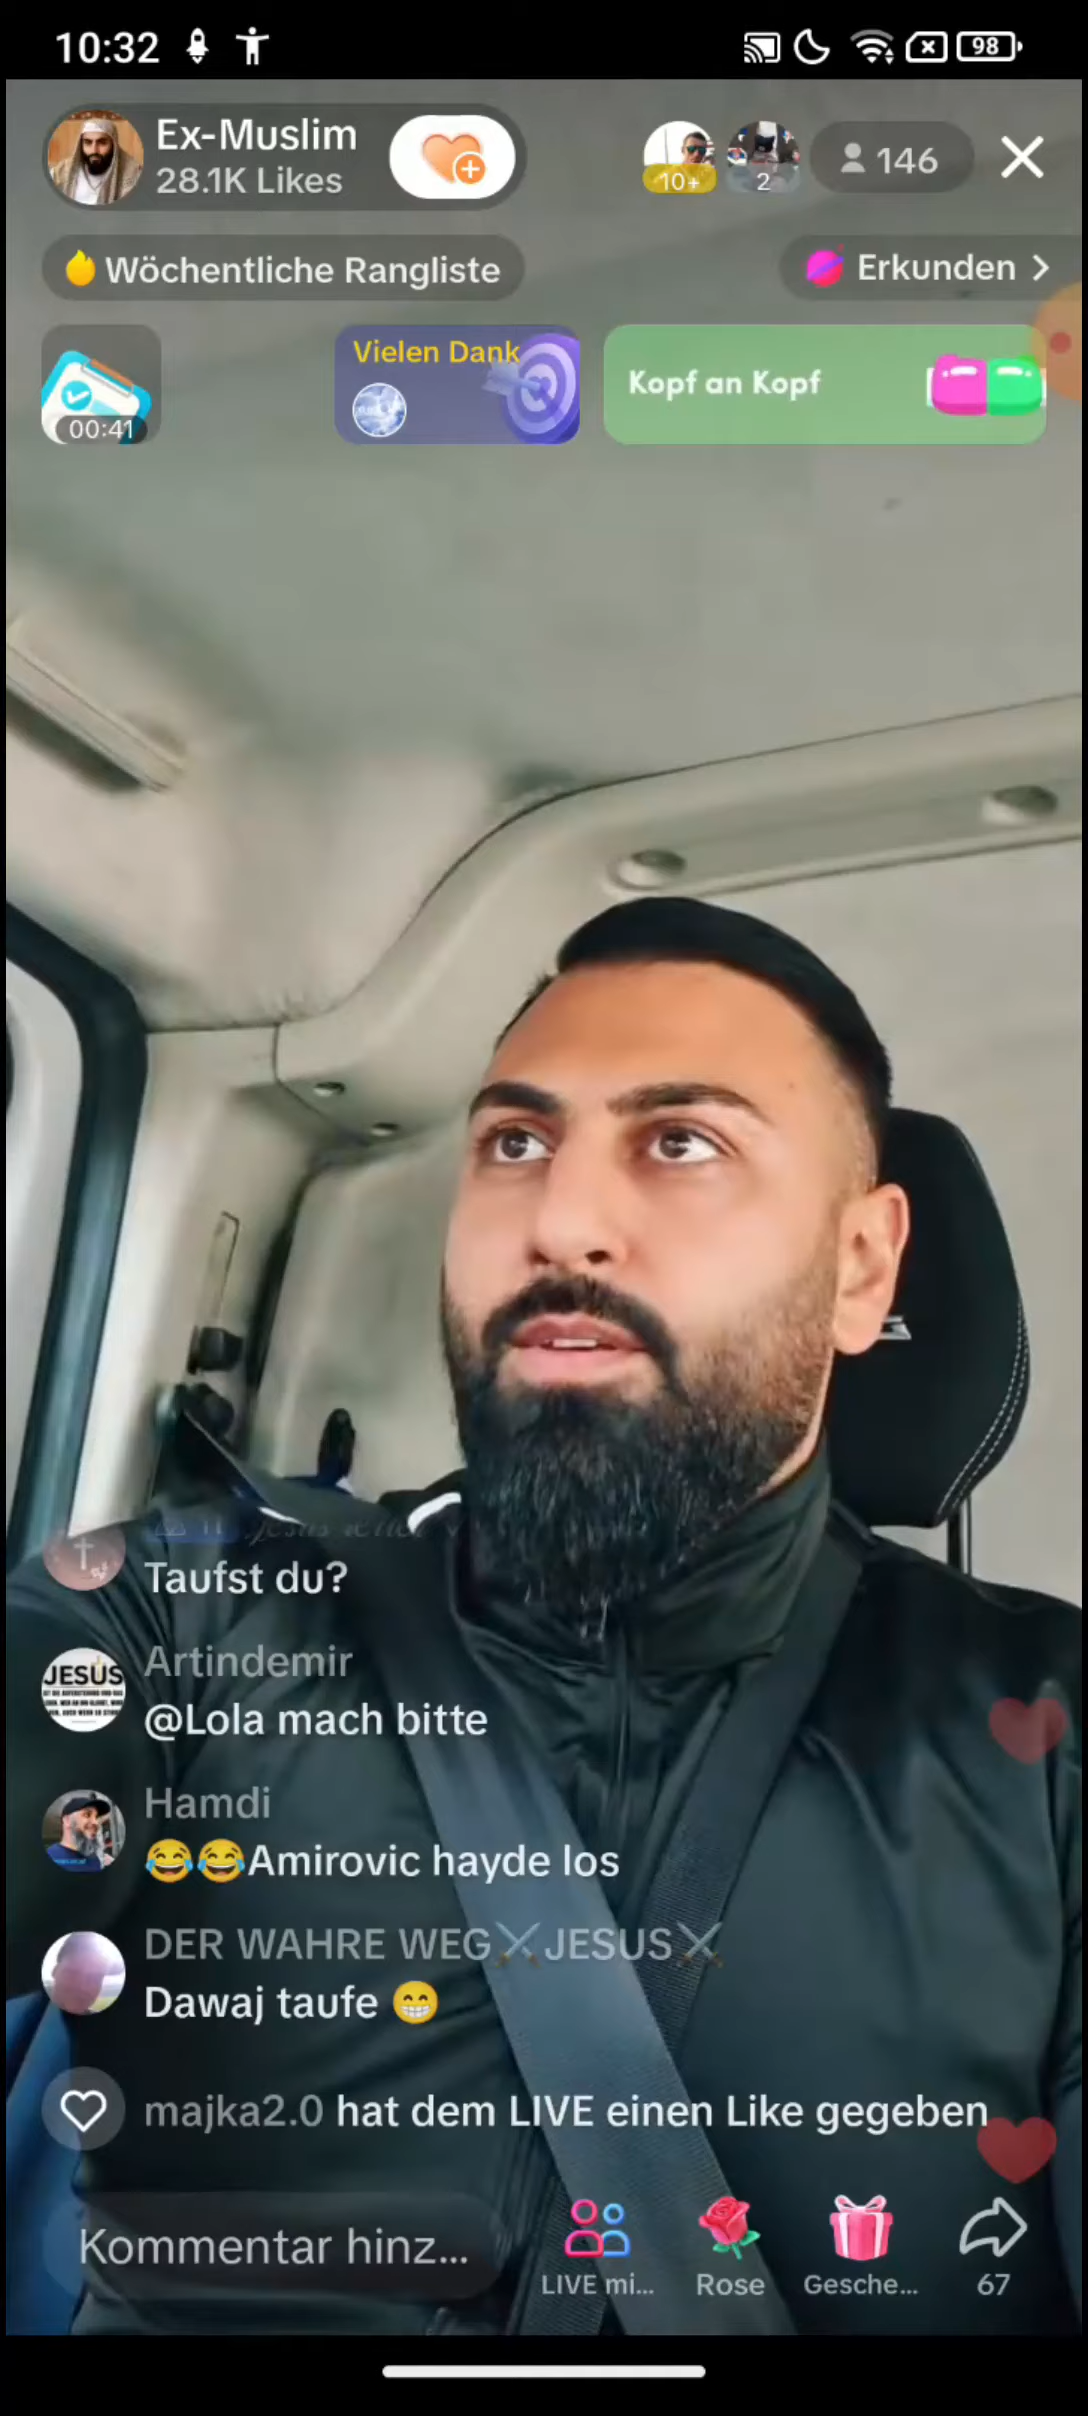 10:32
98
Ex-Muslim
28.1K Likes
10+
2
146
Wöchentliche Rangliste
Erkunden >
00:41
Vielen Dank
Kopf an Kopf
Taufst du?
JESUS
Artindemir
@Lola mach bitte
Hamdi
😂😂Amirovic hayde los
DER WAHRE WEG⚔JESUS⚔
Dawaj taufe 😁
majka2.0 hat dem LIVE einen Like gegeben
Kommentar hinz...
LIVE mi...
Rose
Gesche...
67